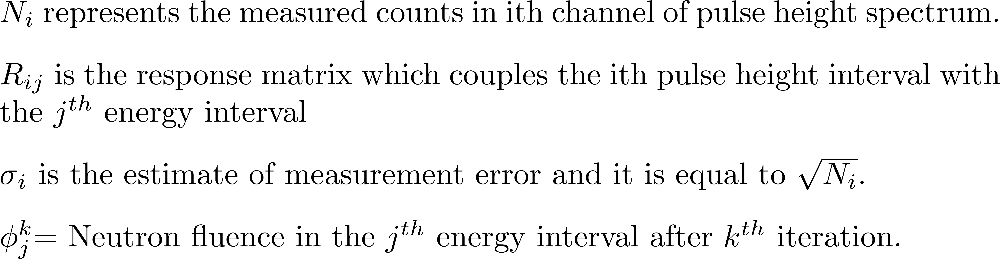 $N_i$ represents the measured counts in ith channel of pulse height spectrum.
$R_{ij}$ is the response matrix which couples the ith pulse height interval with
the $j^{th}$ energy interval
$\sigma_i$ is the estimate of measurement error and it is equal to $\sqrt{N_i}$.
$\phi_j^k$= Neutron fluence in the $j^{th}$ energy interval after $k^{th}$ iteration.